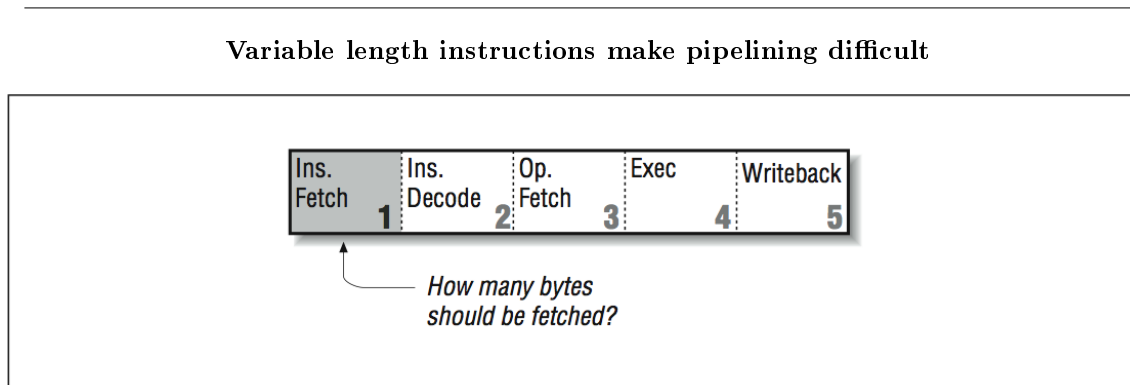 Variable length instructions make pipelining difficult
Ins.
Fetch
1
Ins.
Decode
2
Op.
Fetch
3
Exec
4
Writeback
5
How many bytes
should be fetched?